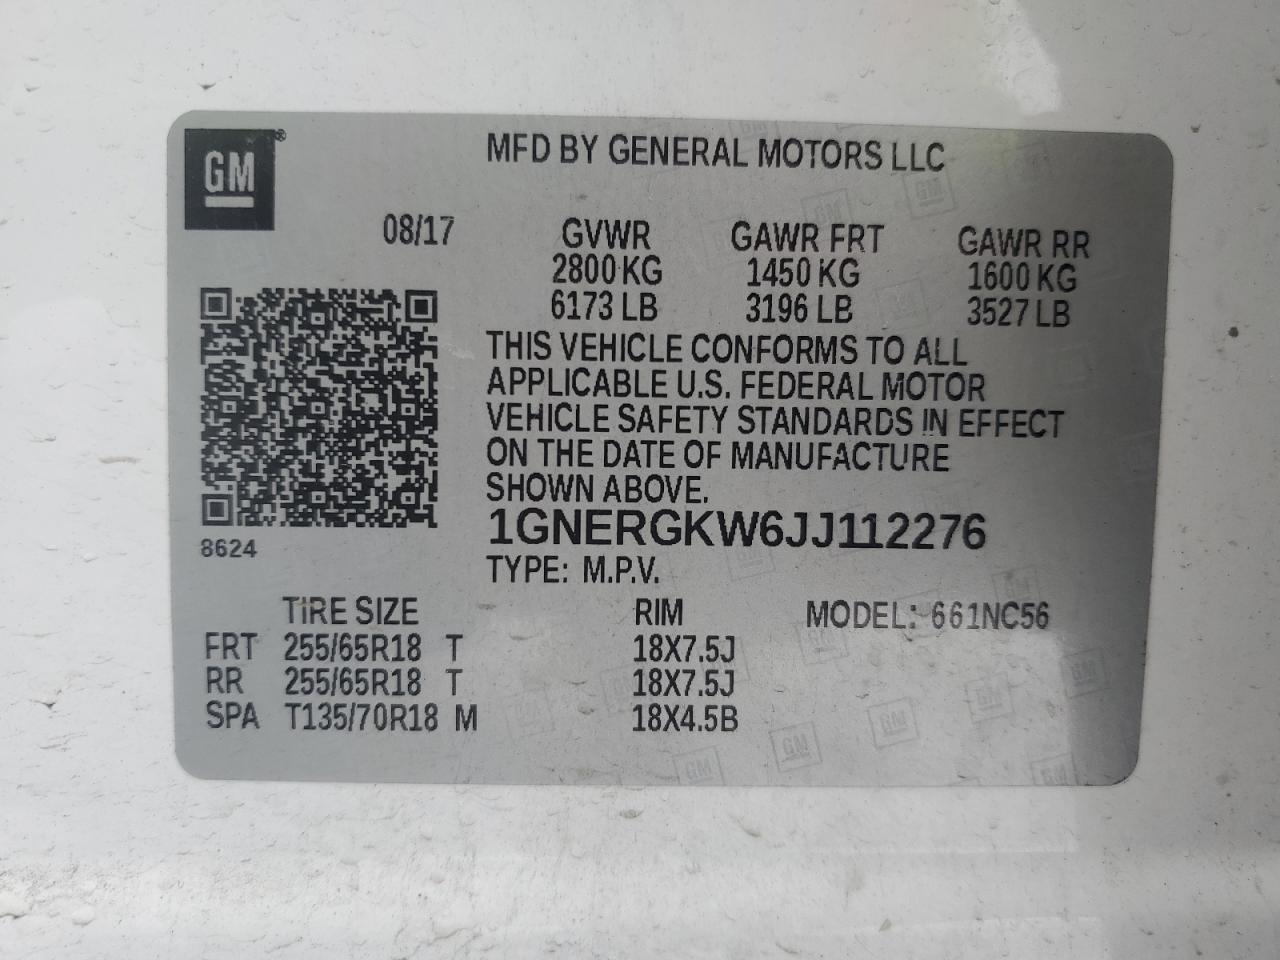 GM®
MFD BY GENERAL MOTORS LLC
08/17 GVWR GAWR FRT GAWR RR
2800 KG 1450 KG 1600 KG
6173 LB 3196 LB 3527 LB
THIS VEHICLE CONFORMS TO ALL
APPLICABLE U.S. FEDERAL MOTOR
VEHICLE SAFETY STANDARDS IN EFFECT
ON THE DATE OF MANUFACTURE
SHOWN ABOVE.
1GNERGKW6JJ112276
8624
TYPE: M.P.V.
TIRE SIZE RIM MODEL: 661NC56
FRT 255/65R18 T 18X7.5J
RR 255/65R18 T 18X7.5J
SPA T135/70R18 M 18X4.5B